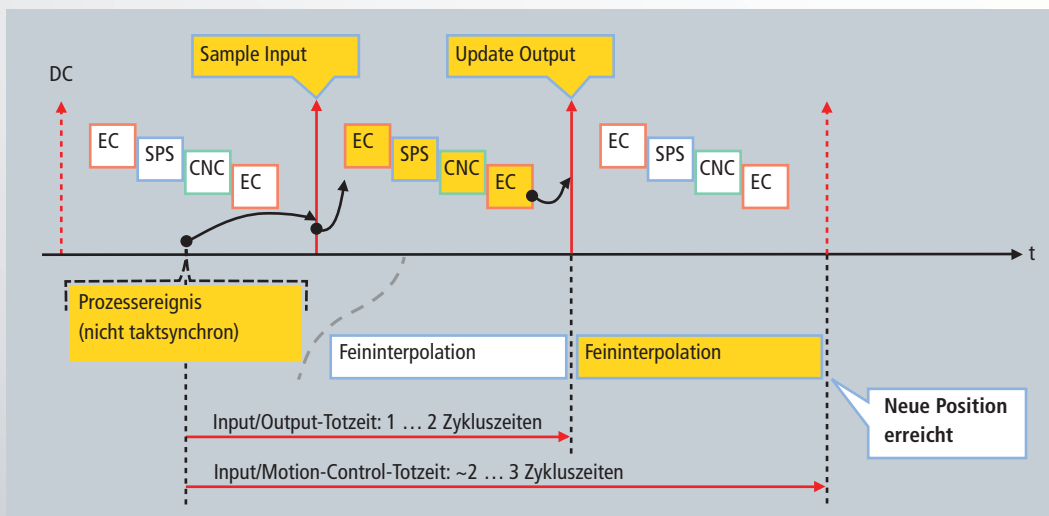 Sample Input
Update Output
DC
EC
SPS
CNC
EC
EC
SPS
CNC
EC
EC
SPS
CNC
EC
t
Prozessereignis
(nicht taktsynchron)
Feininterpolation
Feininterpolation
Neue Position
erreicht
Input/Output-Totzeit: 1 … 2 Zykluszeiten
Input/Motion-Control-Totzeit: ~2 … 3 Zykluszeiten